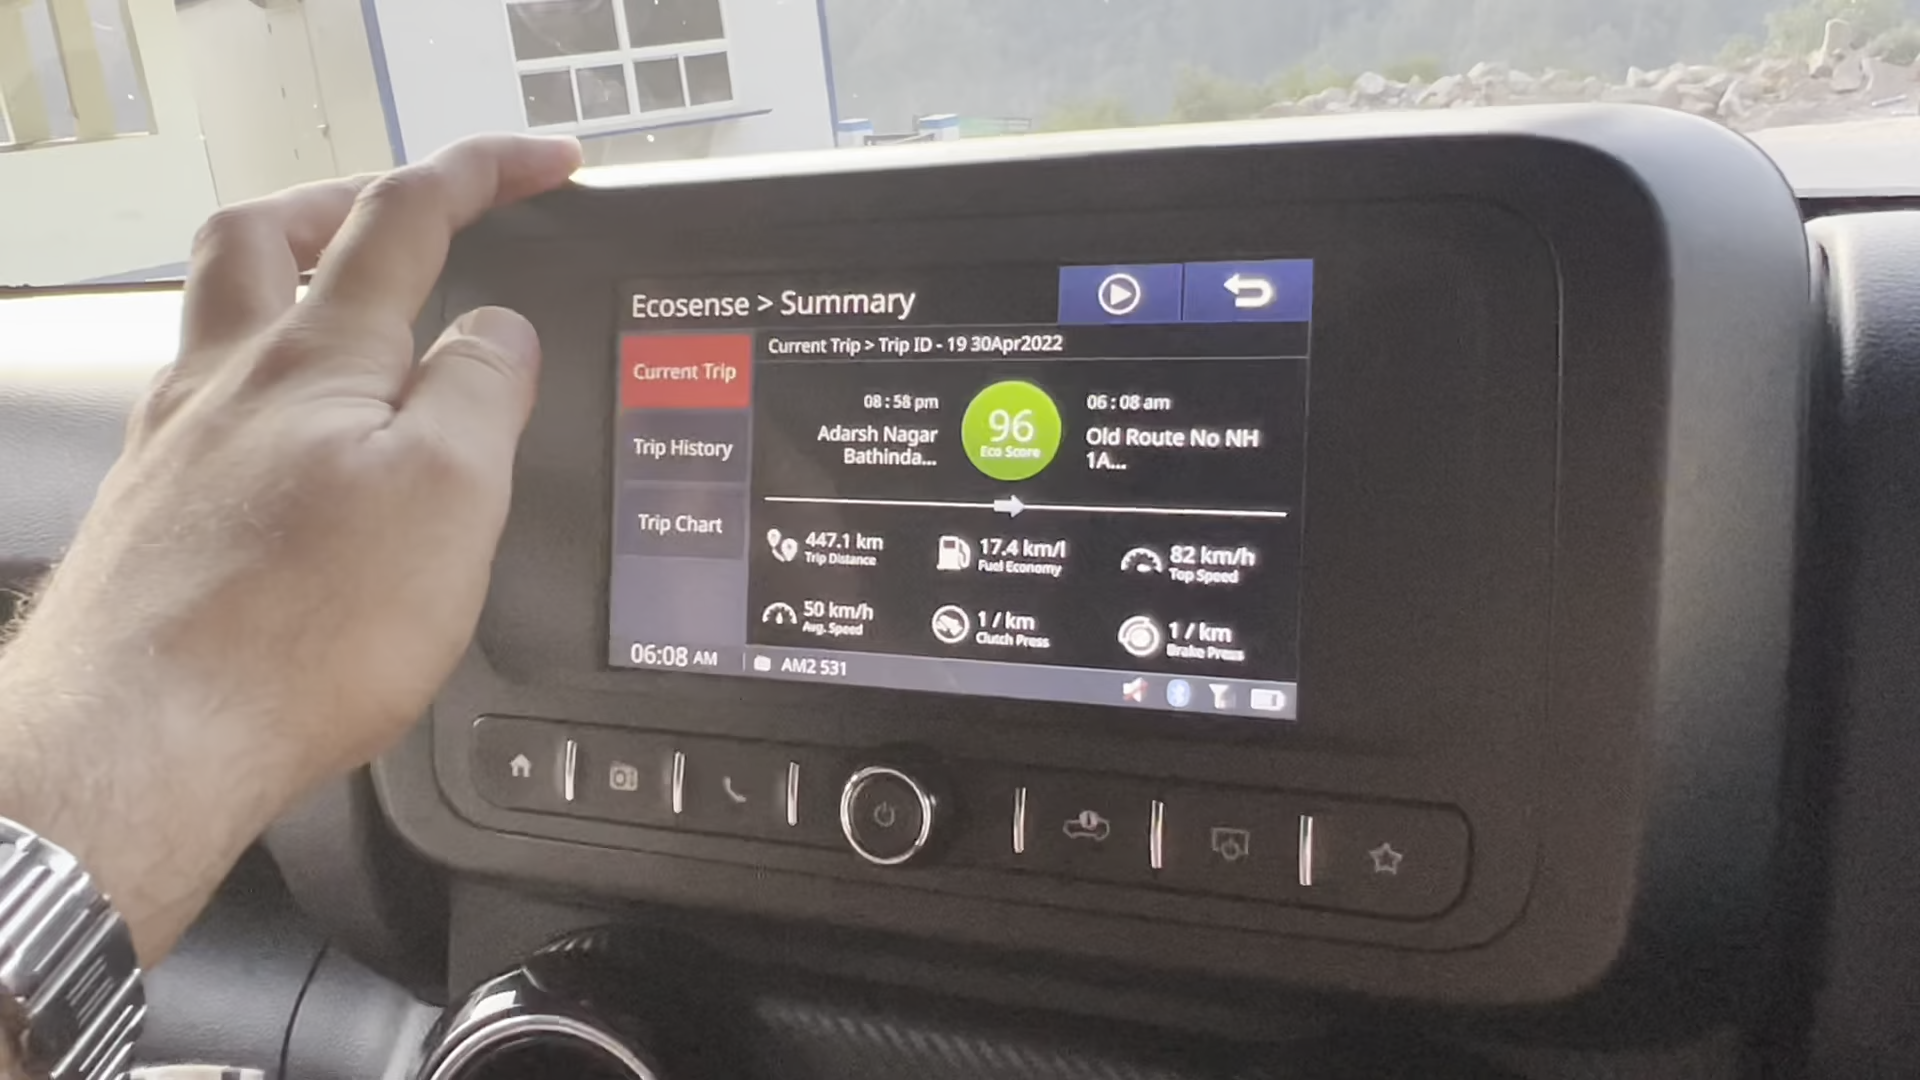 Ecosense > Summary
Current Trip
Trip History
Trip Chart
Current Trip > Trip ID - 19 30Apr2022
08 : 58 pm
Adarsh Nagar
Bathinda...
96
Eco Score
06 : 08 am
Old Route No NH
1A...
447.1 km
Trip Distance
17.4 km/l
Fuel Economy
82 km/h
Top Speed
50 km/h
Avg. Speed
1 / km
Clutch Press
1 / km
Brake Press
06:08 AM
AM2 531